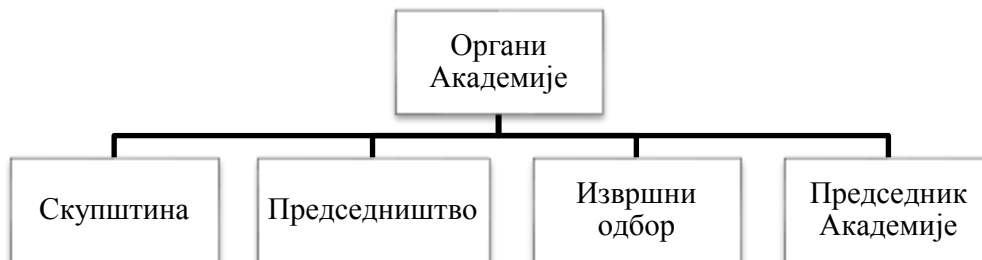 Органи
Академије
Скупштина
Председништво
Извршни
одбор
Председник
Академије